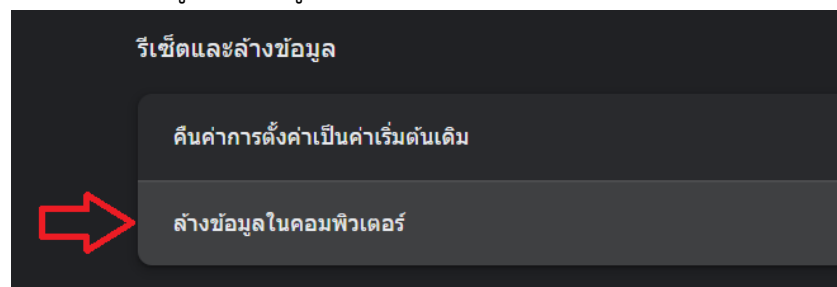 รีเซ็ตและล้างข้อมูล
คืนค่าการตั้งค่าเป็นค่าเริ่มต้นเดิม
ล้างข้อมูลในคอมพิวเตอร์